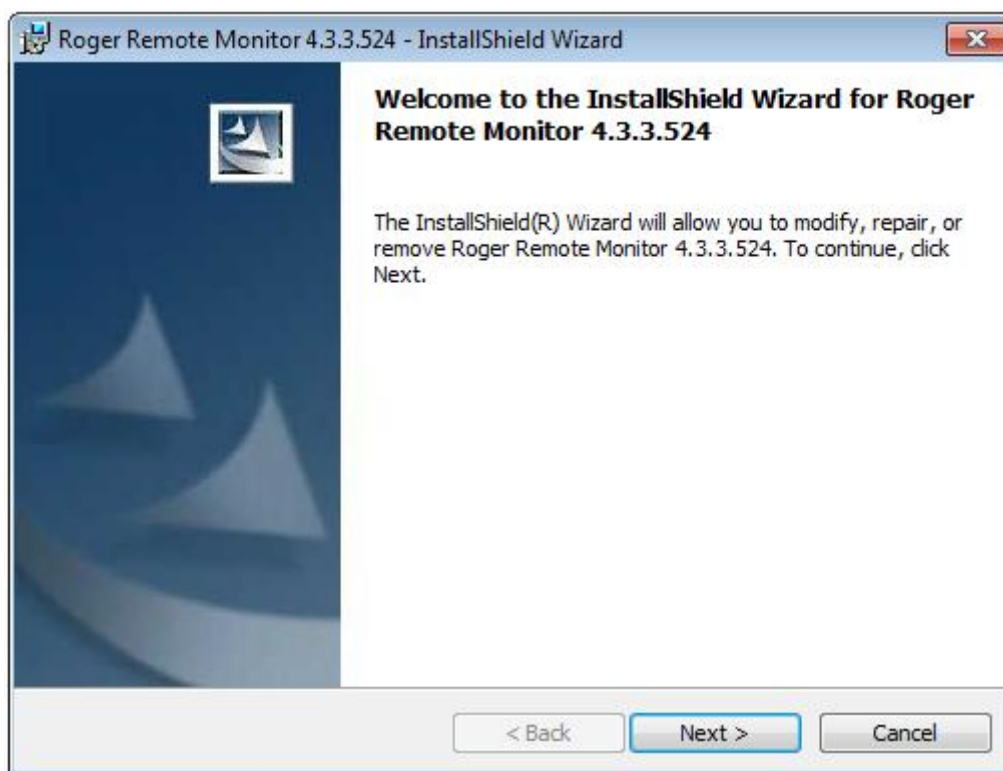 Roger Remote Monitor 4.3.3.524 - InstallShield Wizard
Welcome to the InstallShield Wizard for Roger
Remote Monitor 4.3.3.524
The InstallShield(R) Wizard will allow you to modify, repair, or
remove Roger Remote Monitor 4.3.3.524. To continue, click
Next.
< Back
Next >
Cancel